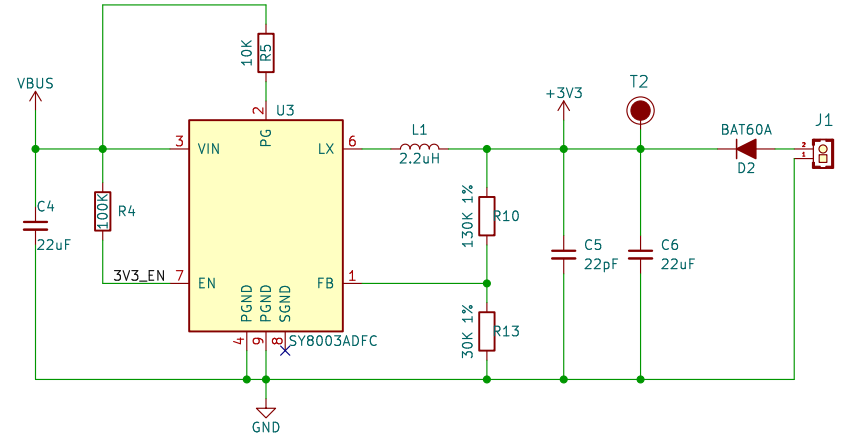 VBUS
10K
R5
2
U3
PG
+3V3
T2
J1
3
VIN
LX
6
L1
2.2uH
BAT60A
D2
2
1
C4
22uF
100K
R4
130K 1%
R10
C5
22pF
C6
22uF
3V3_EN
7
EN
FB
1
PGND
PGND
SGND
30K 1%
R13
4
9
8
SY8003ADFC
GND